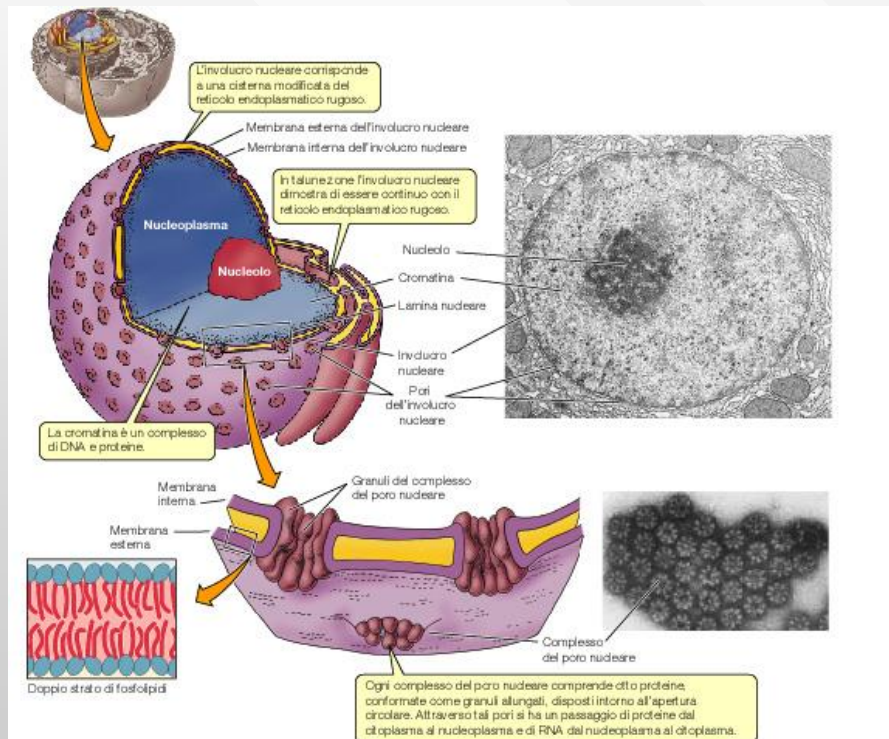 L'involucro nucleare corrisponde
a una cisterna modificata del
reticolo endoplasmatico rugoso.
Membrana esterna dell'involucro nucleare
Membrana interna dell'involucro nucleare
In talune zone l'involucro nucleare
dimostra di essere continuo con il
reticolo endoplasmatico rugoso.
Nucleoplasma
Nucleolo
Nucleolo
Cromatina
Lamina nucleare
Involucro
nucleare
Pori
dell'involucro
nucleare
La cromatina è un complesso
di DNA e proteine.
Membrana
interna
Granuli del complesso
del poro nucleare
Membrana
esterna
Doppio strato di fosfolipidi
Complesso
del poro nucleare
Ogni complesso del poro nucleare comprende otto proteine,
conformate come granuli allungati, disposti intorno all'apertura
circolare. Attraverso tali pori si ha un passaggio di proteine dal
citoplasma al nucleoplasma e di RNA dal nucleoplasma al citoplasma.